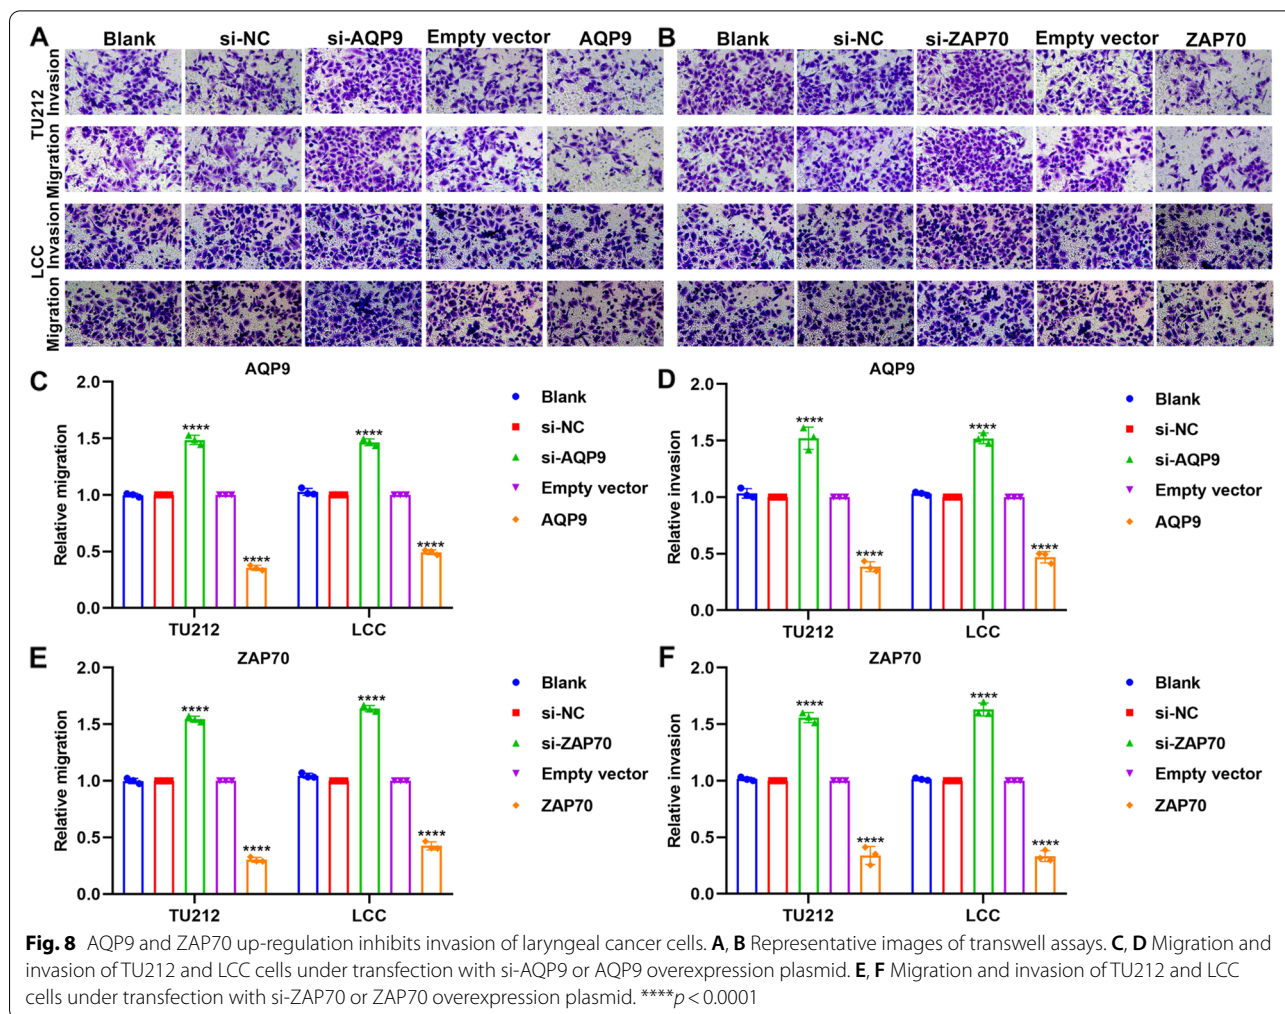 A Blank si-NC si-AQP9 Empty vector AQP9
B Blank si-NC si-ZAP70 Empty vector ZAP70
TU212
Invasion
Migration
LCC
Invasion
Migration
C
AQP9
Relative migration
2.0
1.5
1.0
0.5
0.0
**** **** **** ****
TU212 LCC
Blank
si-NC
si-AQP9
Empty vector
AQP9
D
AQP9
Relative invasion
2.0
1.5
1.0
0.5
0.0
**** **** **** ****
TU212 LCC
Blank
si-NC
si-AQP9
Empty vector
AQP9
E
ZAP70
Relative migration
2.0
1.5
1.0
0.5
0.0
**** **** **** ****
TU212 LCC
Blank
si-NC
si-ZAP70
Empty vector
ZAP70
F
ZAP70
Relative invasion
2.0
1.5
1.0
0.5
0.0
**** **** **** ****
TU212 LCC
Blank
si-NC
si-ZAP70
Empty vector
ZAP70
Fig. 8 AQP9 and ZAP70 up-regulation inhibits invasion of laryngeal cancer cells. A, B Representative images of transwell assays. C, D Migration and
invasion of TU212 and LCC cells under transfection with si-AQP9 or AQP9 overexpression plasmid. E, F Migration and invasion of TU212 and LCC
cells under transfection with si-ZAP70 or ZAP70 overexpression plasmid. ****p < 0.0001